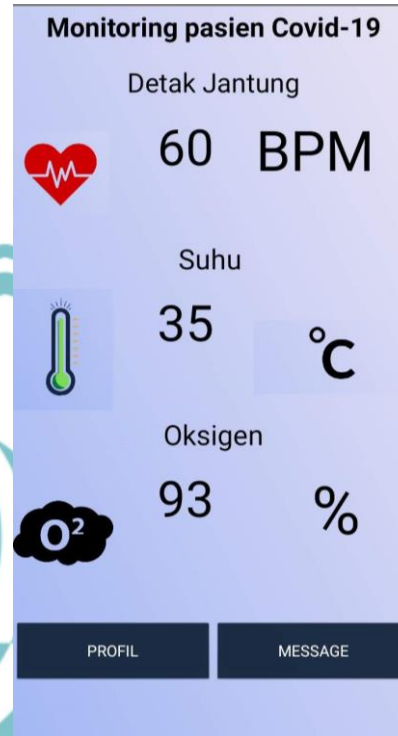 Monitoring pasien Covid-19
Detak Jantung
60 BPM
Suhu
35 °C
Oksigen
O² 93 %
PROFIL MESSAGE